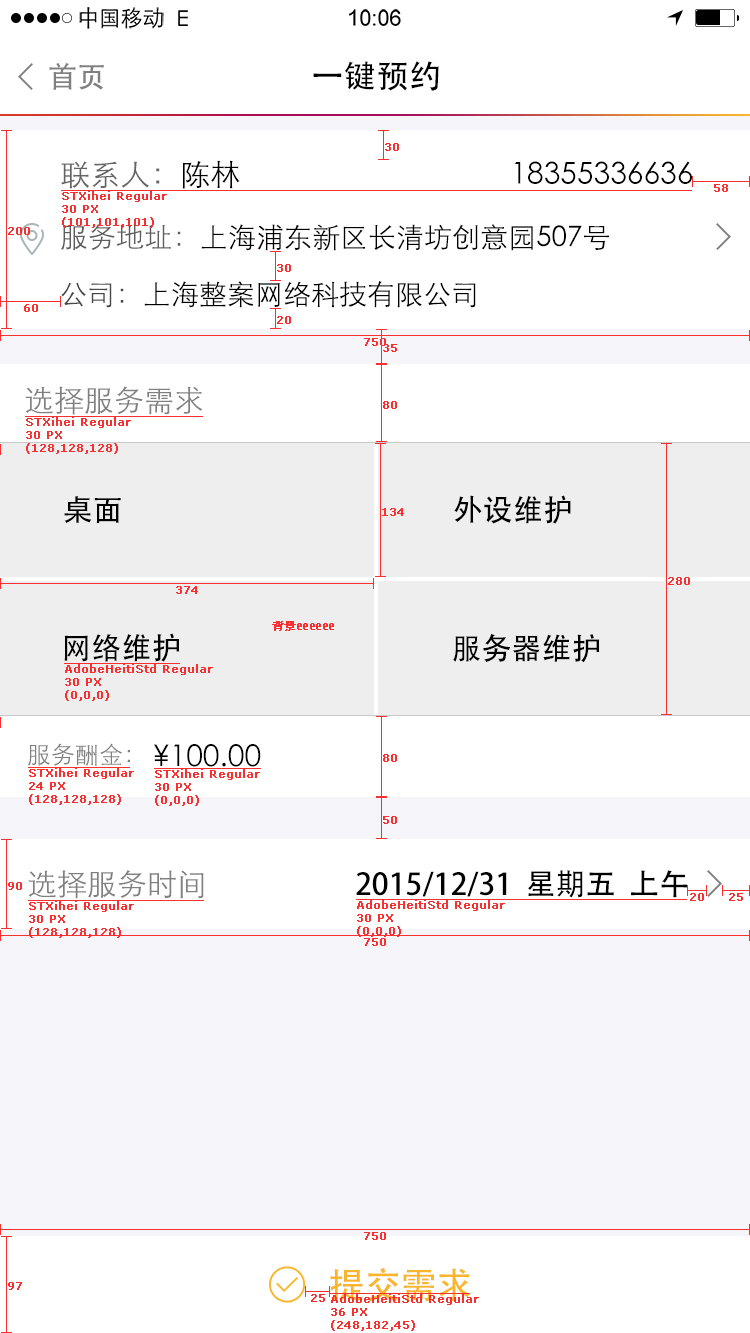 中国移动 E 10:06
首页 一键预约
30
联系人: 陈林 18355336636
58
STXihei Regular
30 PX
(101,101,101)
200
服务地址: 上海浦东新区长清坊创意园507号
30
公司: 上海整案网络科技有限公司
60
20
750
35
选择服务需求
80
STXihei Regular
30 PX
(128,128,128)
桌面 外设维护
134
280
374
背景eeeeee
网络维护 服务器维护
AdobeHeitiStd Regular
30 PX
(0,0,0)
服务酬金: ¥100.00
80
STXihei Regular STXihei Regular
24 PX 30 PX
(128,128,128) (0,0,0)
50
90
选择服务时间 2015/12/31 星期五 上午
20 25
STXihei Regular AdobeHeitiStd Regular
30 PX 30 PX
(128,128,128) (0,0,0)
750
750
97
提交需求
25
AdobeHeitiStd Regular
36 PX
(248,182,45)